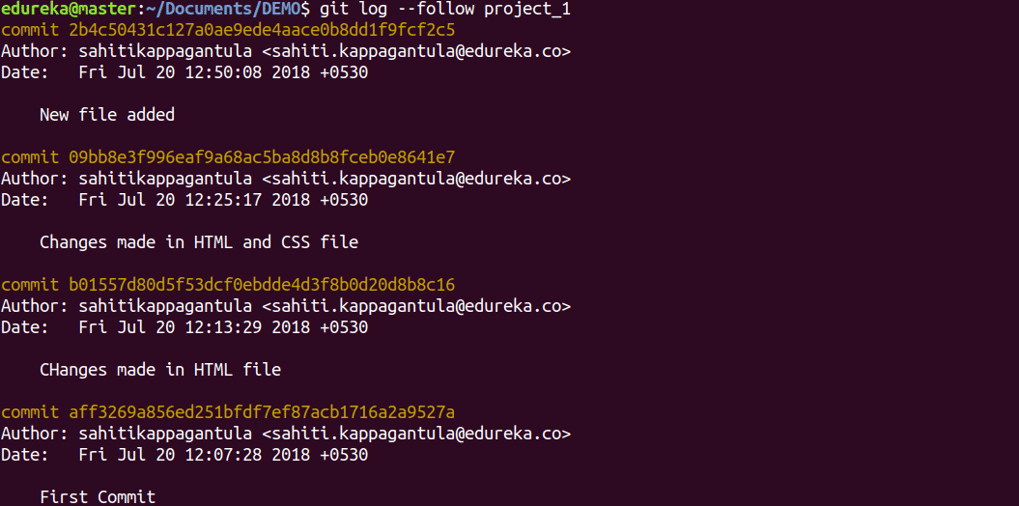 edureka@master:~/Documents/DEMO$ git log --follow project_1
commit 2b4c50431c127a0ae9ede4aace0b8dd1f9fcf2c5
Author: sahitikappagantula <sahiti.kappagantula@edureka.co>
Date:   Fri Jul 20 12:50:08 2018 +0530
New file added
commit 09bb8e3f996eaf9a68ac5ba8d8b8fceb0e8641e7
Author: sahitikappagantula <sahiti.kappagantula@edureka.co>
Date:   Fri Jul 20 12:25:17 2018 +0530
Changes made in HTML and CSS file
commit b01557d80d5f53dcf0ebdde4d3f8b0d20d8b8c16
Author: sahitikappagantula <sahiti.kappagantula@edureka.co>
Date:   Fri Jul 20 12:13:29 2018 +0530
CHanges made in HTML file
commit aff3269a856ed251bfdf7ef87acb1716a2a9527a
Author: sahitikappagantula <sahiti.kappagantula@edureka.co>
Date:   Fri Jul 20 12:07:28 2018 +0530
First Commit